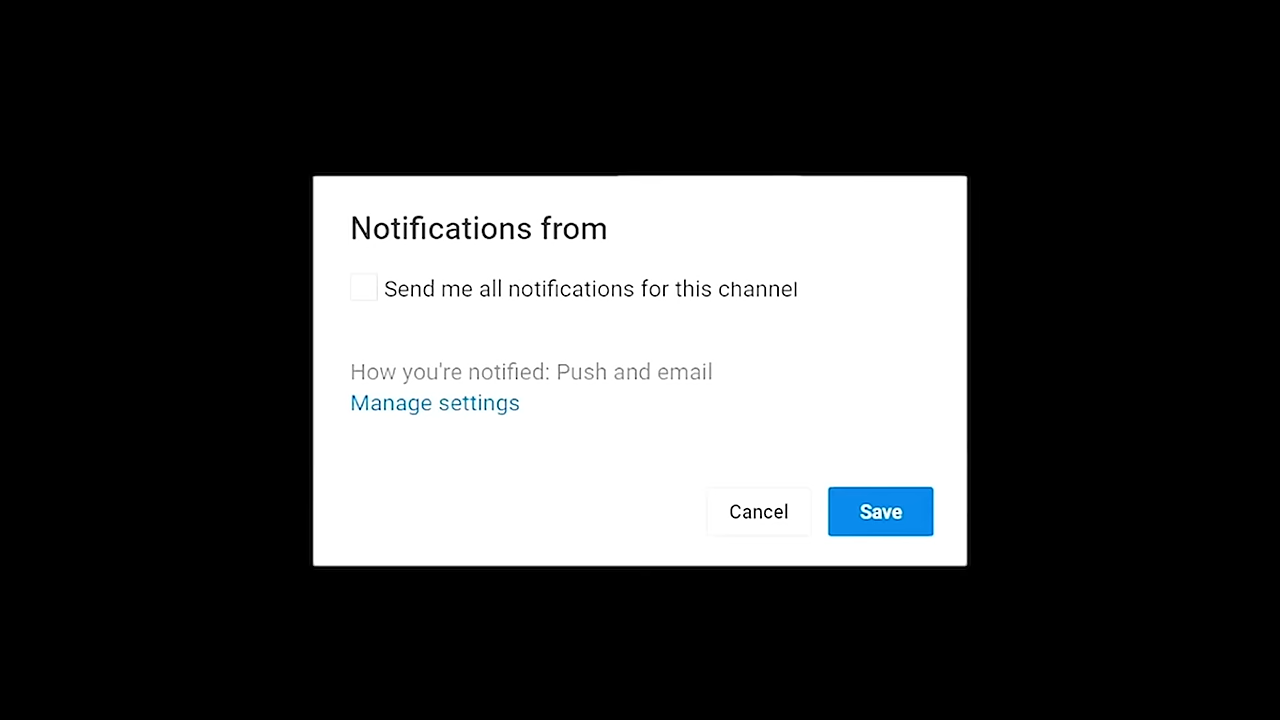 Notifications from
Send me all notifications for this channel
How you're notified: Push and email
Manage settings
Cancel Save